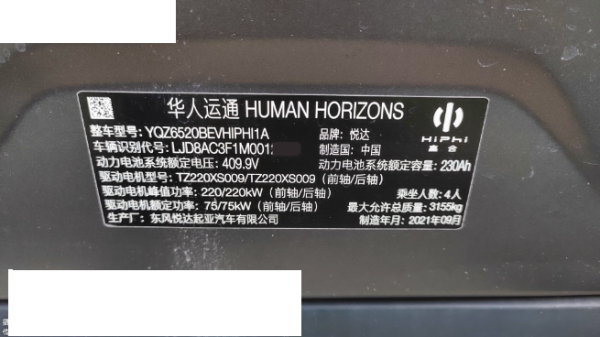 华人运通 HUMAN HORIZONS
HiPhi
高合
整车型号: YQZ6520BEVHIPHI1A 品牌: 悦达
车辆识别代号: LJD8AC3F1M001 制造国: 中国
动力电池系统额定电压: 409.9V 动力电池系统额定容量: 230Ah
驱动电机型号: TZ220XS009/TZ220XS009 (前轴/后轴)
驱动电机峰值功率: 220/220kW (前轴/后轴) 乘坐人数: 4人
驱动电机额定功率: 75/75kW (前轴/后轴) 最大允许总质量: 3155kg
生产厂: 东风悦达起亚汽车有限公司 制造年月: 2021年09月